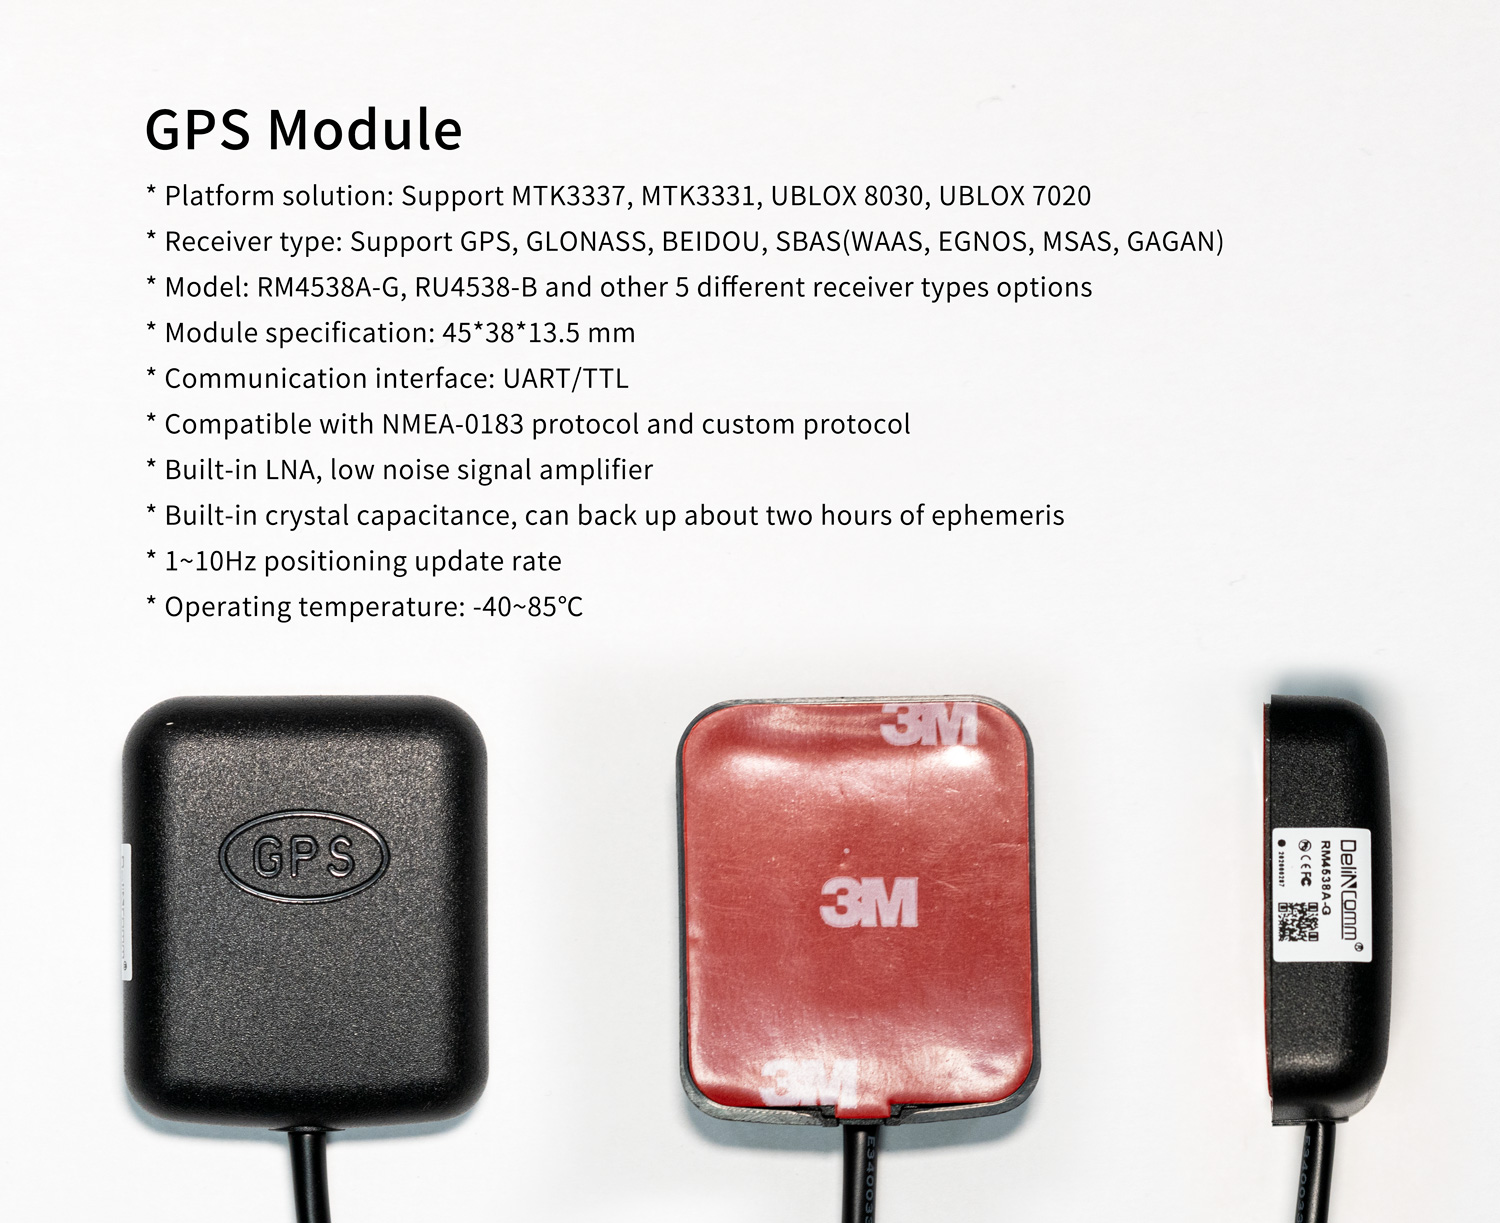 GPS Module
* Platform solution: Support MTK3337, MTK3331, UBLOX 8030, UBLOX 7020
* Receiver type: Support GPS, GLONASS, BEIDOU, SBAS(WAAS, EGNOS, MSAS, GAGAN)
* Model: RM4538A-G, RU4538-B and other 5 different receiver types options
* Module specification: 45*38*13.5 mm
* Communication interface: UART/TTL
* Compatible with NMEA-0183 protocol and custom protocol
* Built-in LNA, low noise signal amplifier
* Built-in crystal capacitance, can back up about two hours of ephemeris
* 1~10Hz positioning update rate
* Operating temperature: -40~85℃
GPS
3M
3M
3M
E340035
DeliNComm
RM4538A-G
CE FC